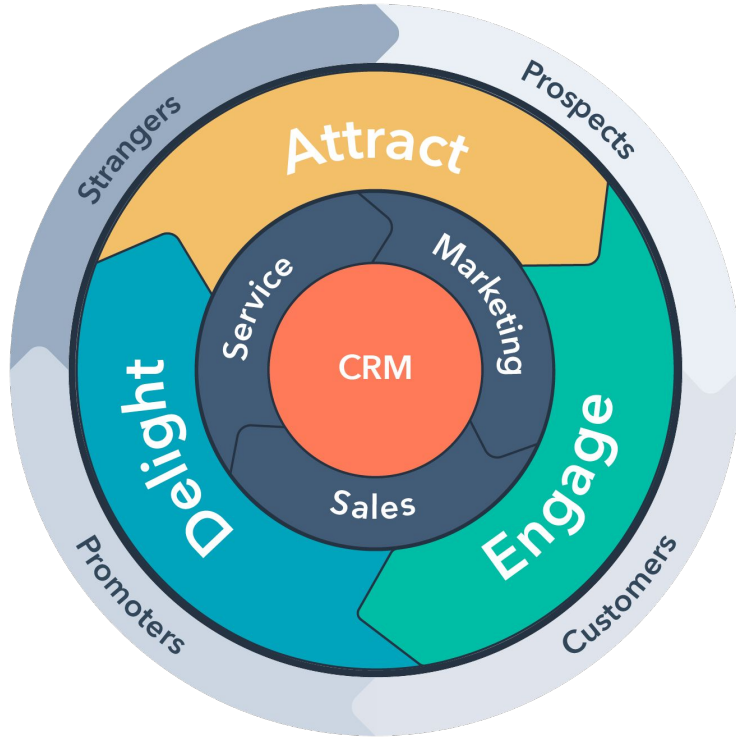 Strangers
Prospects
Attract
Service
Marketing
CRM
Delight
Engage
Sales
Promoters
Customers